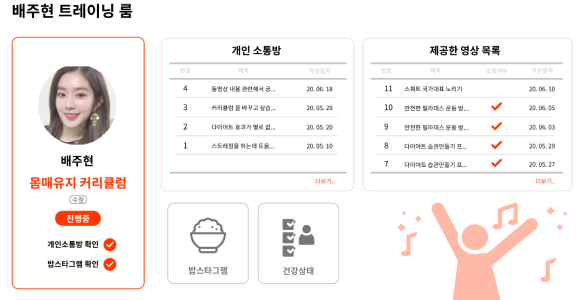 배주현 트레이닝 룸
배주현
몸매유지 커리큘럼
수정
진행중
개인소통방 확인
밥스타그램 확인
개인 소통방
번호 제목 작성일자
4 동영상 내용 관련해서 궁... 20. 06. 18
3 커리큘럼 을 바꾸고 싶습... 20. 05. 29
2 다이어트 효과가 별로 없... 20. 05. 20
1 스트레칭을 하는데 도움... 20. 05. 10
더보기..
제공한 영상 목록
번호 제목 조회여부 작성일자
11 스쿼트 국가대표 노리기 20. 06. 10
10 안전한 필라테스 운동 방... 20. 06. 05
9 안전한 필라테스 운동 방... 20. 06. 03
8 다이어트 습관만들기 프... 20. 05. 29
7 다이어트 습관만들기 프... 20. 05. 27
더보기..
밥스타그램
건강상태